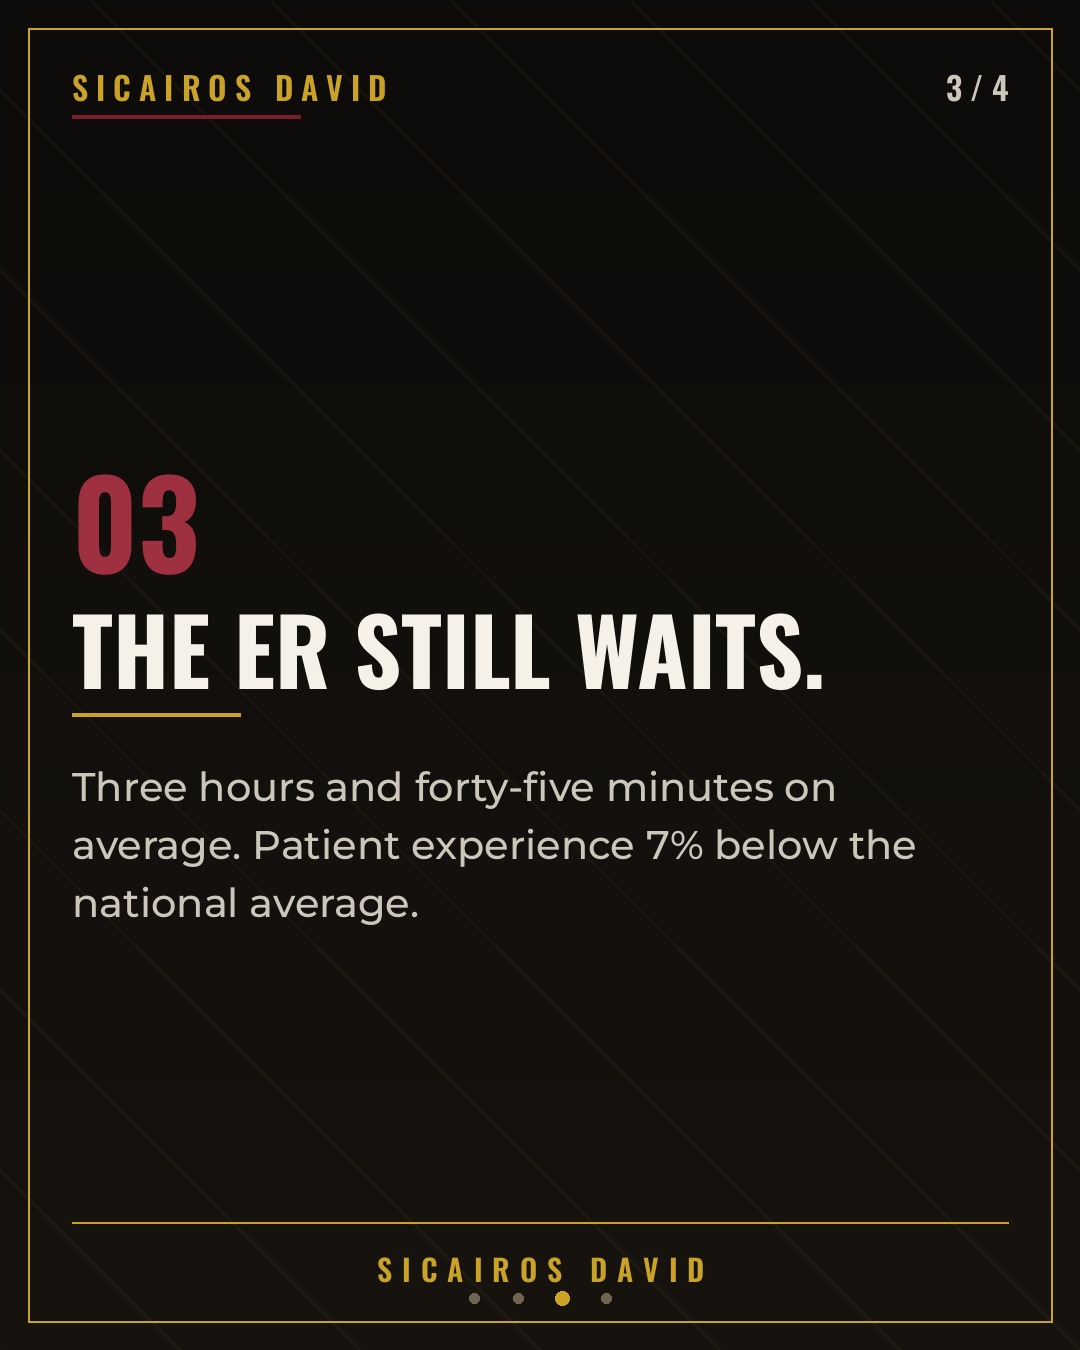 SICAIROS DAVID
3 / 4
03
THE ER STILL WAITS.
Three hours and forty-five minutes on
average. Patient experience 7% below the
national average.
SICAIROS DAVID